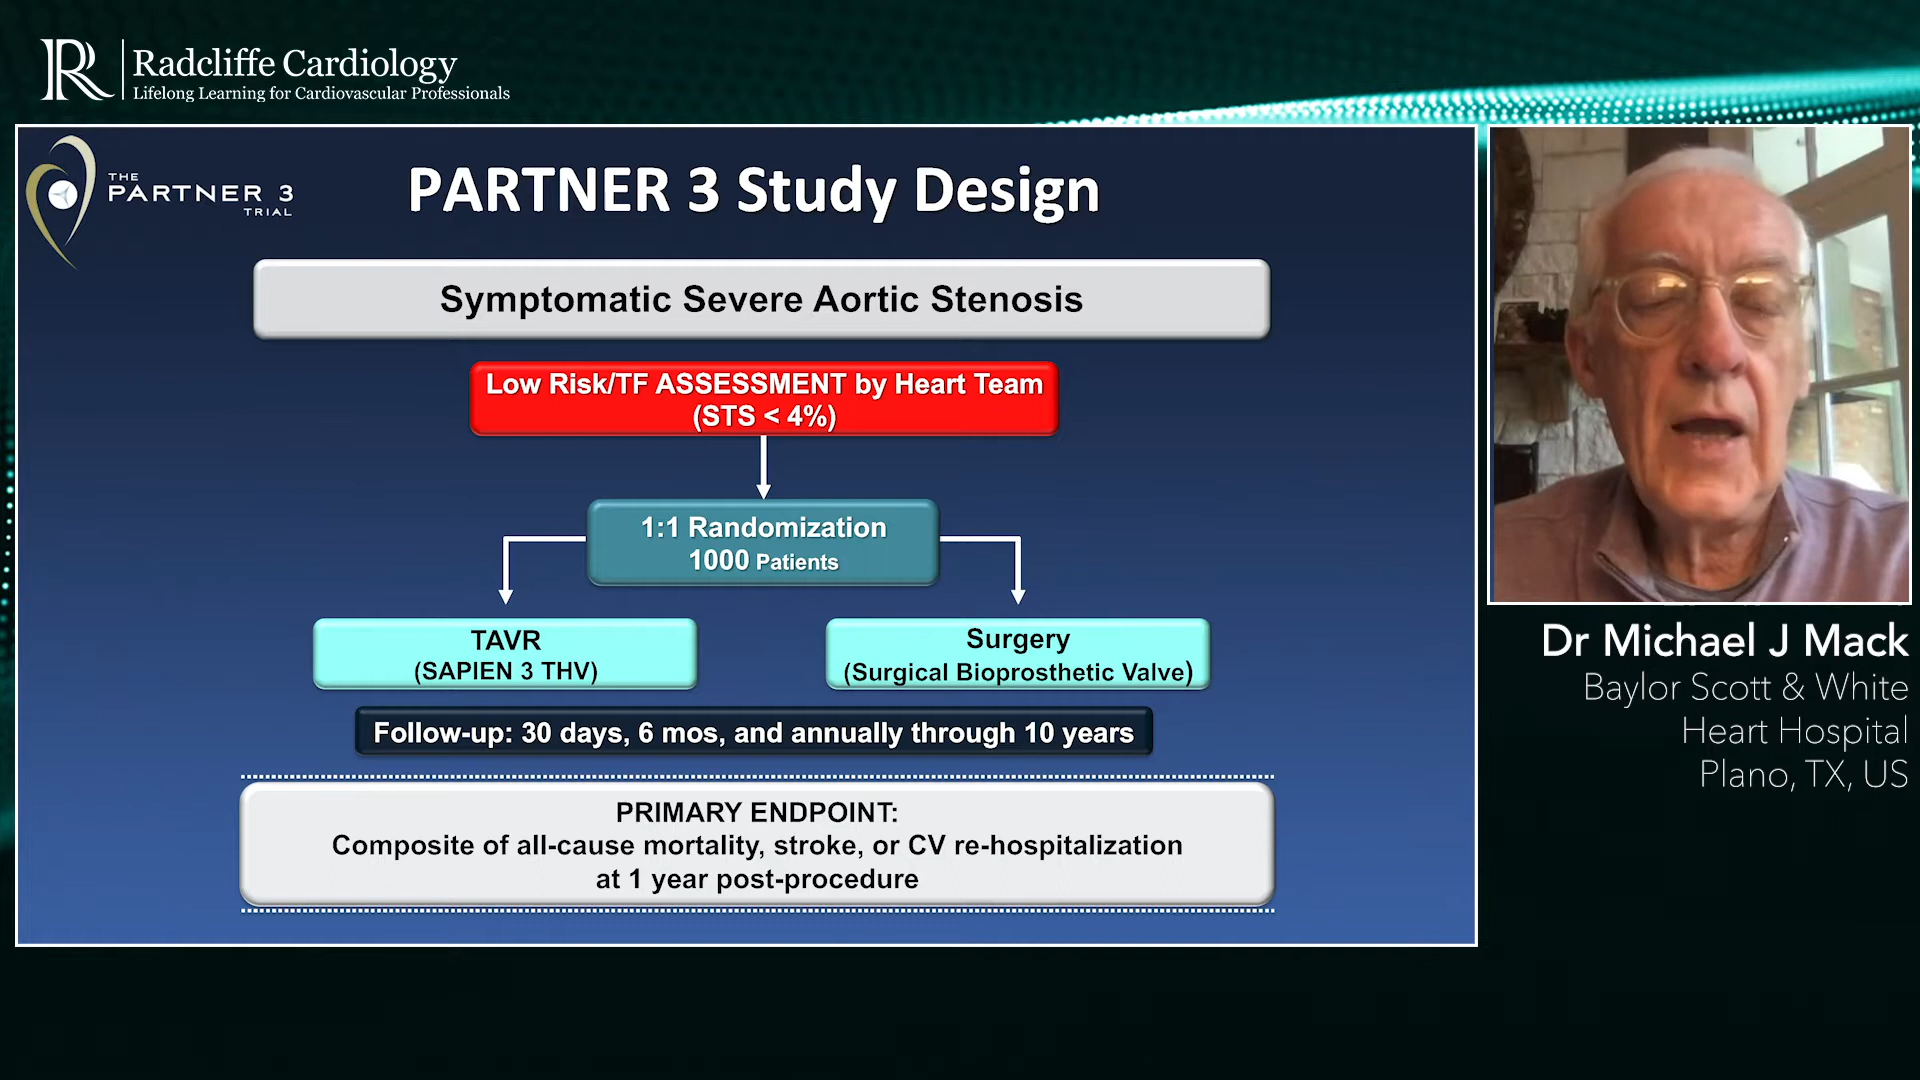 R Radcliffe Cardiology
Lifelong Learning for Cardiovascular Professionals
THE
PARTNER 3
TRIAL
PARTNER 3 Study Design
Symptomatic Severe Aortic Stenosis
Low Risk/TF ASSESSMENT by Heart Team
(STS < 4%)
1:1 Randomization
1000 Patients
TAVR
(SAPIEN 3 THV)
Surgery
(Surgical Bioprosthetic Valve)
Follow-up: 30 days, 6 mos, and annually through 10 years
PRIMARY ENDPOINT:
Composite of all-cause mortality, stroke, or CV re-hospitalization
at 1 year post-procedure
Dr Michael J Mack
Baylor Scott & White
Heart Hospital
Plano, TX, US